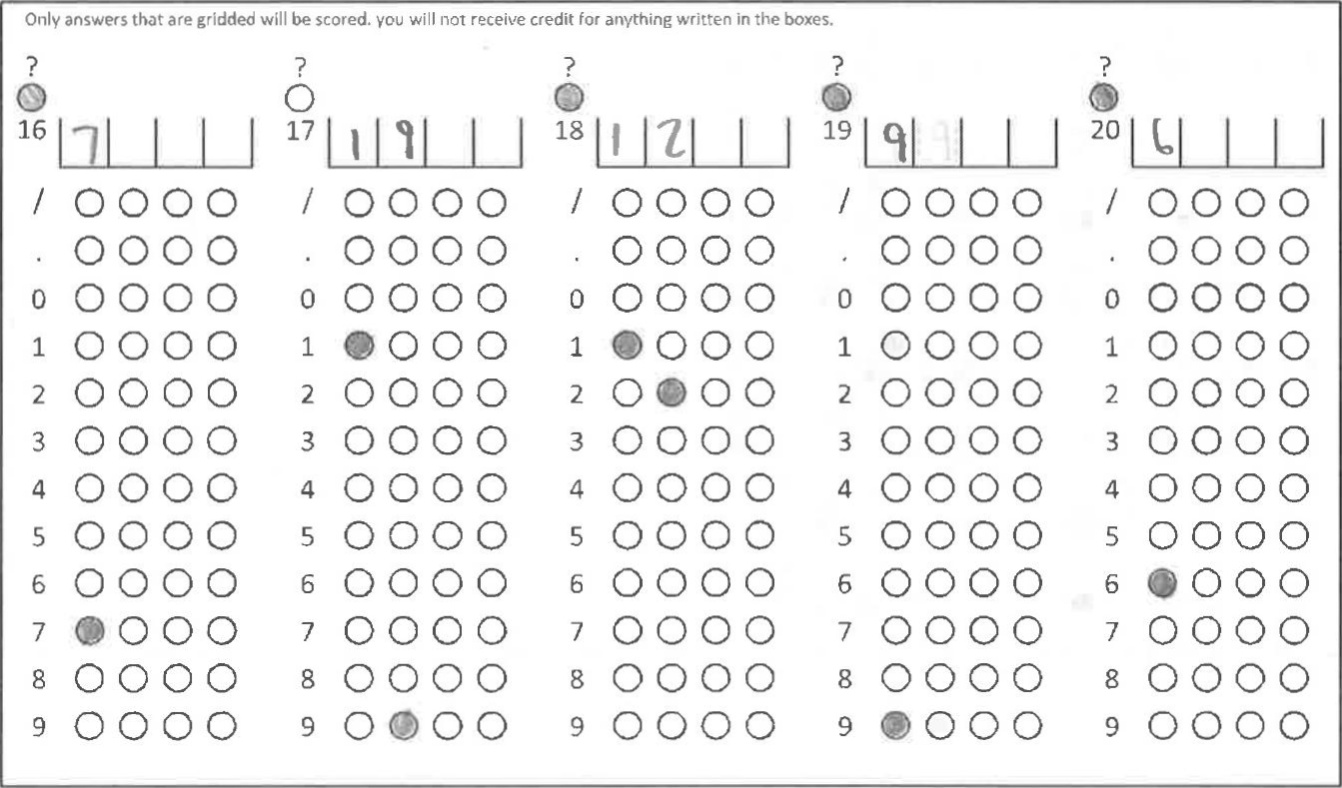 Only answers that are gridded will be scored. you will not receive credit for anything written in the boxes.
? ? ? ? ?
16 7 17 1 9 18 1 2 19 9 9 20 6
/ / / / /
. . . . .
0 0 0 0 0
1 1 1 1 1
2 2 2 2 2
3 3 3 3 3
4 4 4 4 4
5 5 5 5 5
6 6 6 6 6
7 7 7 7 7
8 8 8 8 8
9 9 9 9 9